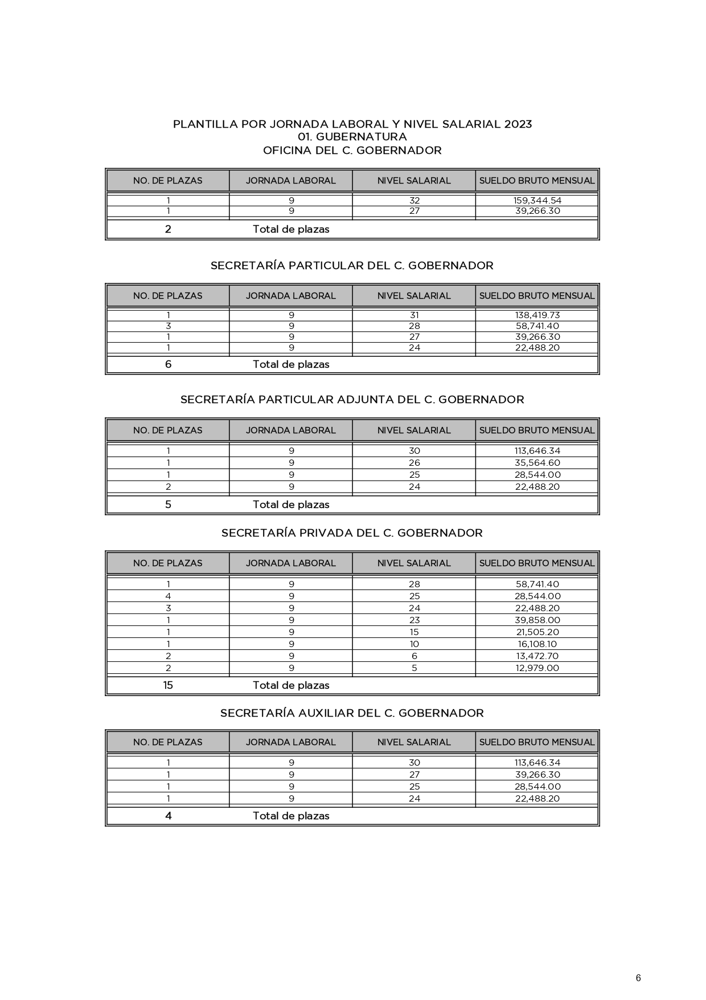 PLANTILLA POR JORNADA LABORAL Y NIVEL SALARIAL 2023
01. GUBERNATURA
OFICINA DEL C. GOBERNADOR
NO. DE PLAZAS JORNADA LABORAL NIVEL SALARIAL SUELDO BRUTO MENSUAL
1 9 32 159,344.54
1 9 27 39,266.30
2 Total de plazas
SECRETARÍA PARTICULAR DEL C. GOBERNADOR
NO. DE PLAZAS JORNADA LABORAL NIVEL SALARIAL SUELDO BRUTO MENSUAL
1 9 31 138,419.73
3 9 28 58,741.40
1 9 27 39,266.30
1 9 24 22,488.20
6 Total de plazas
SECRETARÍA PARTICULAR ADJUNTA DEL C. GOBERNADOR
NO. DE PLAZAS JORNADA LABORAL NIVEL SALARIAL SUELDO BRUTO MENSUAL
1 9 30 113,646.34
1 9 26 35,564.60
1 9 25 28,544.00
2 9 24 22,488.20
5 Total de plazas
SECRETARÍA PRIVADA DEL C. GOBERNADOR
NO. DE PLAZAS JORNADA LABORAL NIVEL SALARIAL SUELDO BRUTO MENSUAL
1 9 28 58,741.40
4 9 25 28,544.00
3 9 24 22,488.20
1 9 23 39,858.00
1 9 15 21,505.20
1 9 10 16,108.10
2 9 6 13,472.70
2 9 5 12,979.00
15 Total de plazas
SECRETARÍA AUXILIAR DEL C. GOBERNADOR
NO. DE PLAZAS JORNADA LABORAL NIVEL SALARIAL SUELDO BRUTO MENSUAL
1 9 30 113,646.34
1 9 27 39,266.30
1 9 25 28,544.00
1 9 24 22,488.20
4 Total de plazas
6